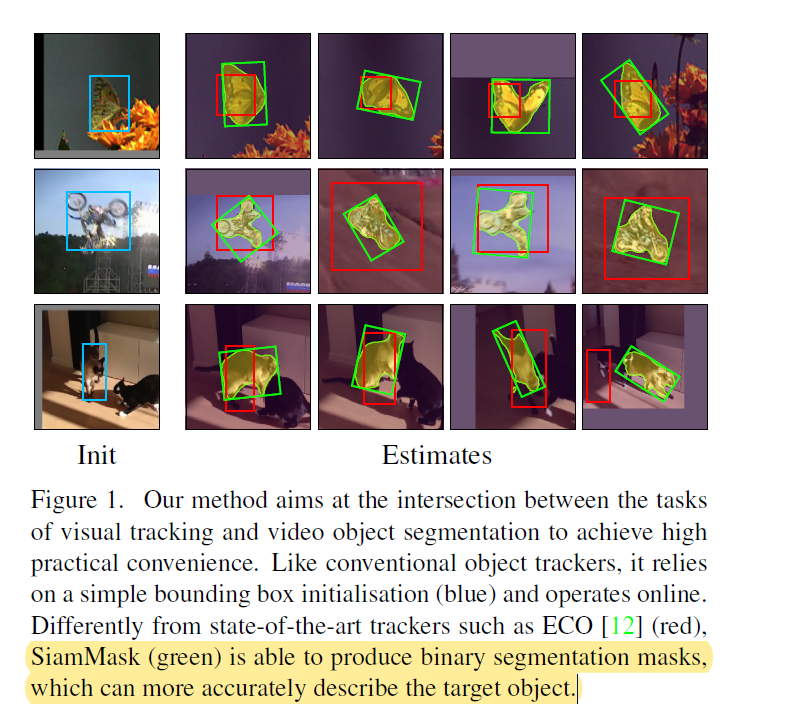 Init
Estimates
Figure 1. Our method aims at the intersection between the tasks
of visual tracking and video object segmentation to achieve high
practical convenience. Like conventional object trackers, it relies
on a simple bounding box initialisation (blue) and operates online.
Differently from state-of-the-art trackers such as ECO [12] (red),
SiamMask (green) is able to produce binary segmentation masks,
which can more accurately describe the target object.